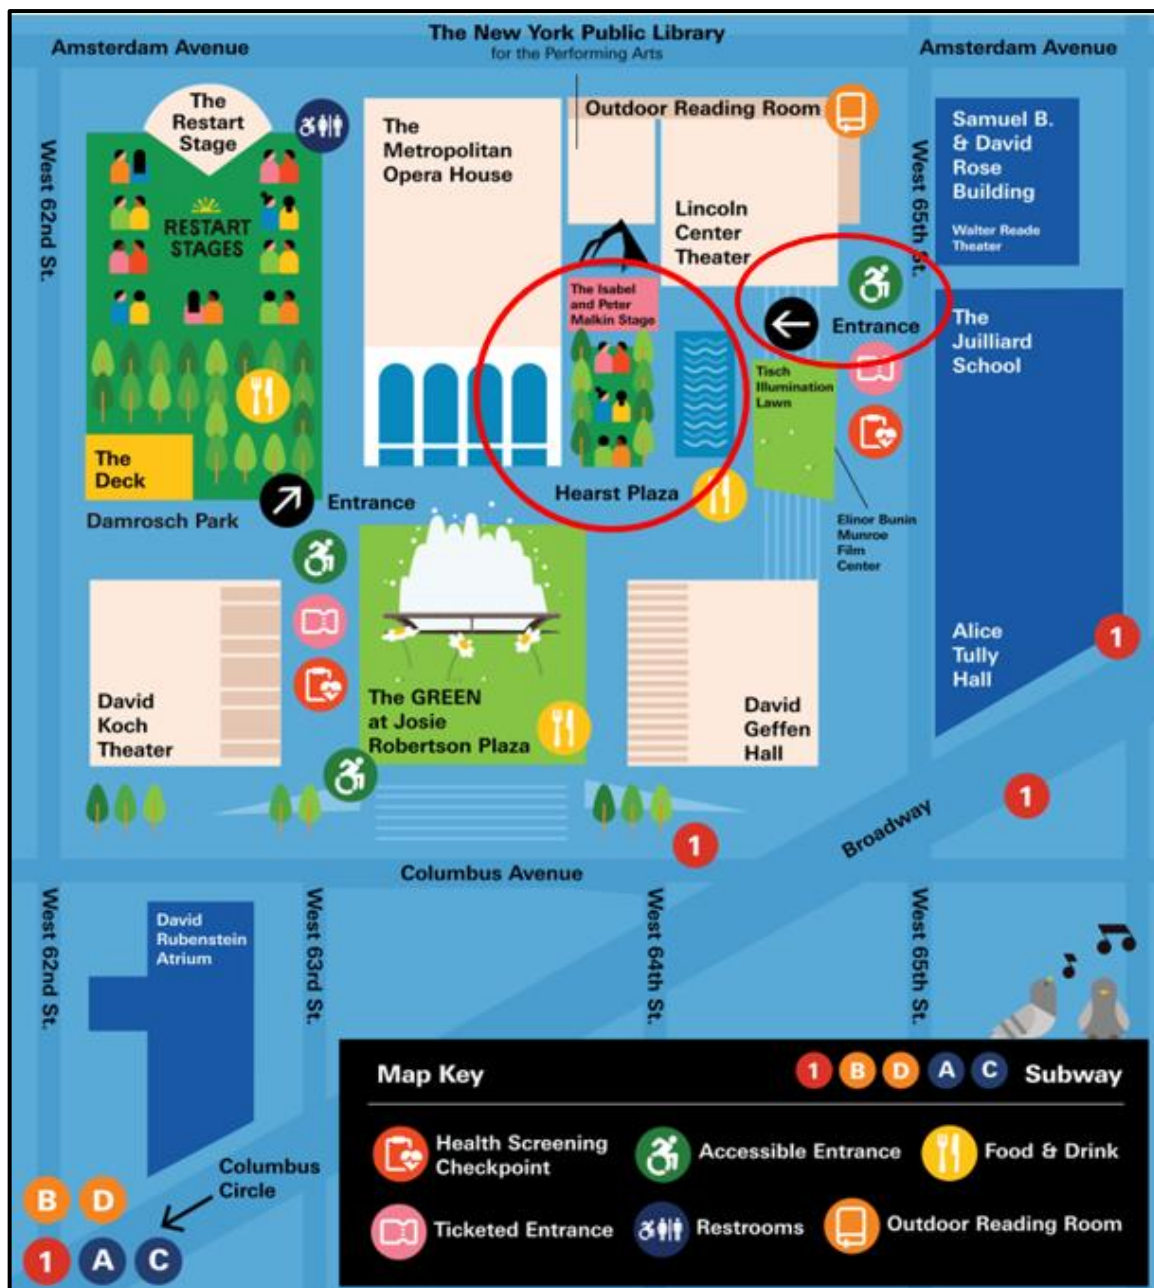 Amsterdam Avenue
The New York Public Library
for the Performing Arts
Amsterdam Avenue
The
Restart
Stage
RESTART
STAGES
West 62nd St.
The
Metropolitan
Opera House
Outdoor Reading Room
Lincoln
Center
Theater
West 65th St.
Samuel B.
& David
Rose
Building
Walter Reade
Theater
The Isabel
and Peter
Malkin Stage
Entrance
The
Juilliard
School
Tisch
Illumination
Lawn
The
Deck
Damrosch Park
Entrance
Hearst Plaza
Elinor Bunin
Munroe
Film
Center
David
Koch
Theater
The GREEN
at Josie
Robertson Plaza
David
Geffen
Hall
Alice
Tully
Hall
1
1
1
Broadway
Columbus Avenue
West 62nd St.
David
Rubenstein
Atrium
West 63rd St.
West 64th St.
West 65th St.
Columbus
Circle
B D
1 A C
Map Key
1 B D A C Subway
Health Screening
Checkpoint
Accessible Entrance
Food & Drink
Ticketed Entrance
Restrooms
Outdoor Reading Room